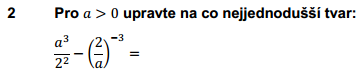 2 Pro a > 0 upravte na co nejjednodušší tvar:
a³/2² − (2/a)⁻³ =